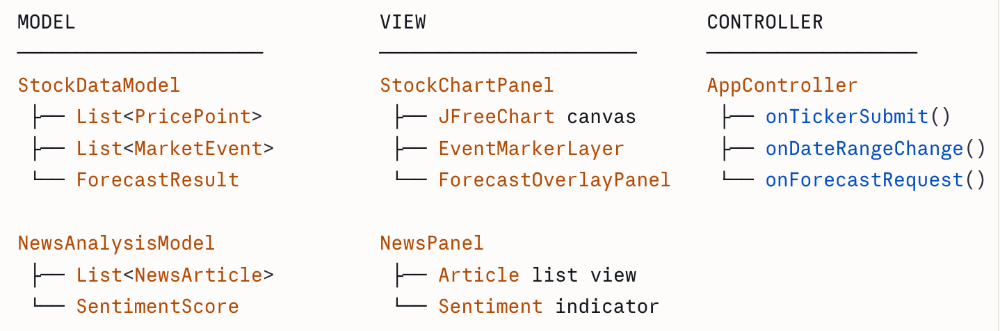 MODEL                VIEW                   CONTROLLER
─────────────────────    ──────────────────────    ──────────────────
StockDataModel       StockChartPanel        AppController
├── List<PricePoint>    ├── JFreeChart canvas    ├── onTickerSubmit()
├── List<MarketEvent>    ├── EventMarkerLayer    ├── onDateRangeChange()
└── ForecastResult    └── ForecastOverlayPanel    └── onForecastRequest()
NewsAnalysisModel    NewsPanel
├── List<NewsArticle>    ├── Article list view
└── SentimentScore    └── Sentiment indicator